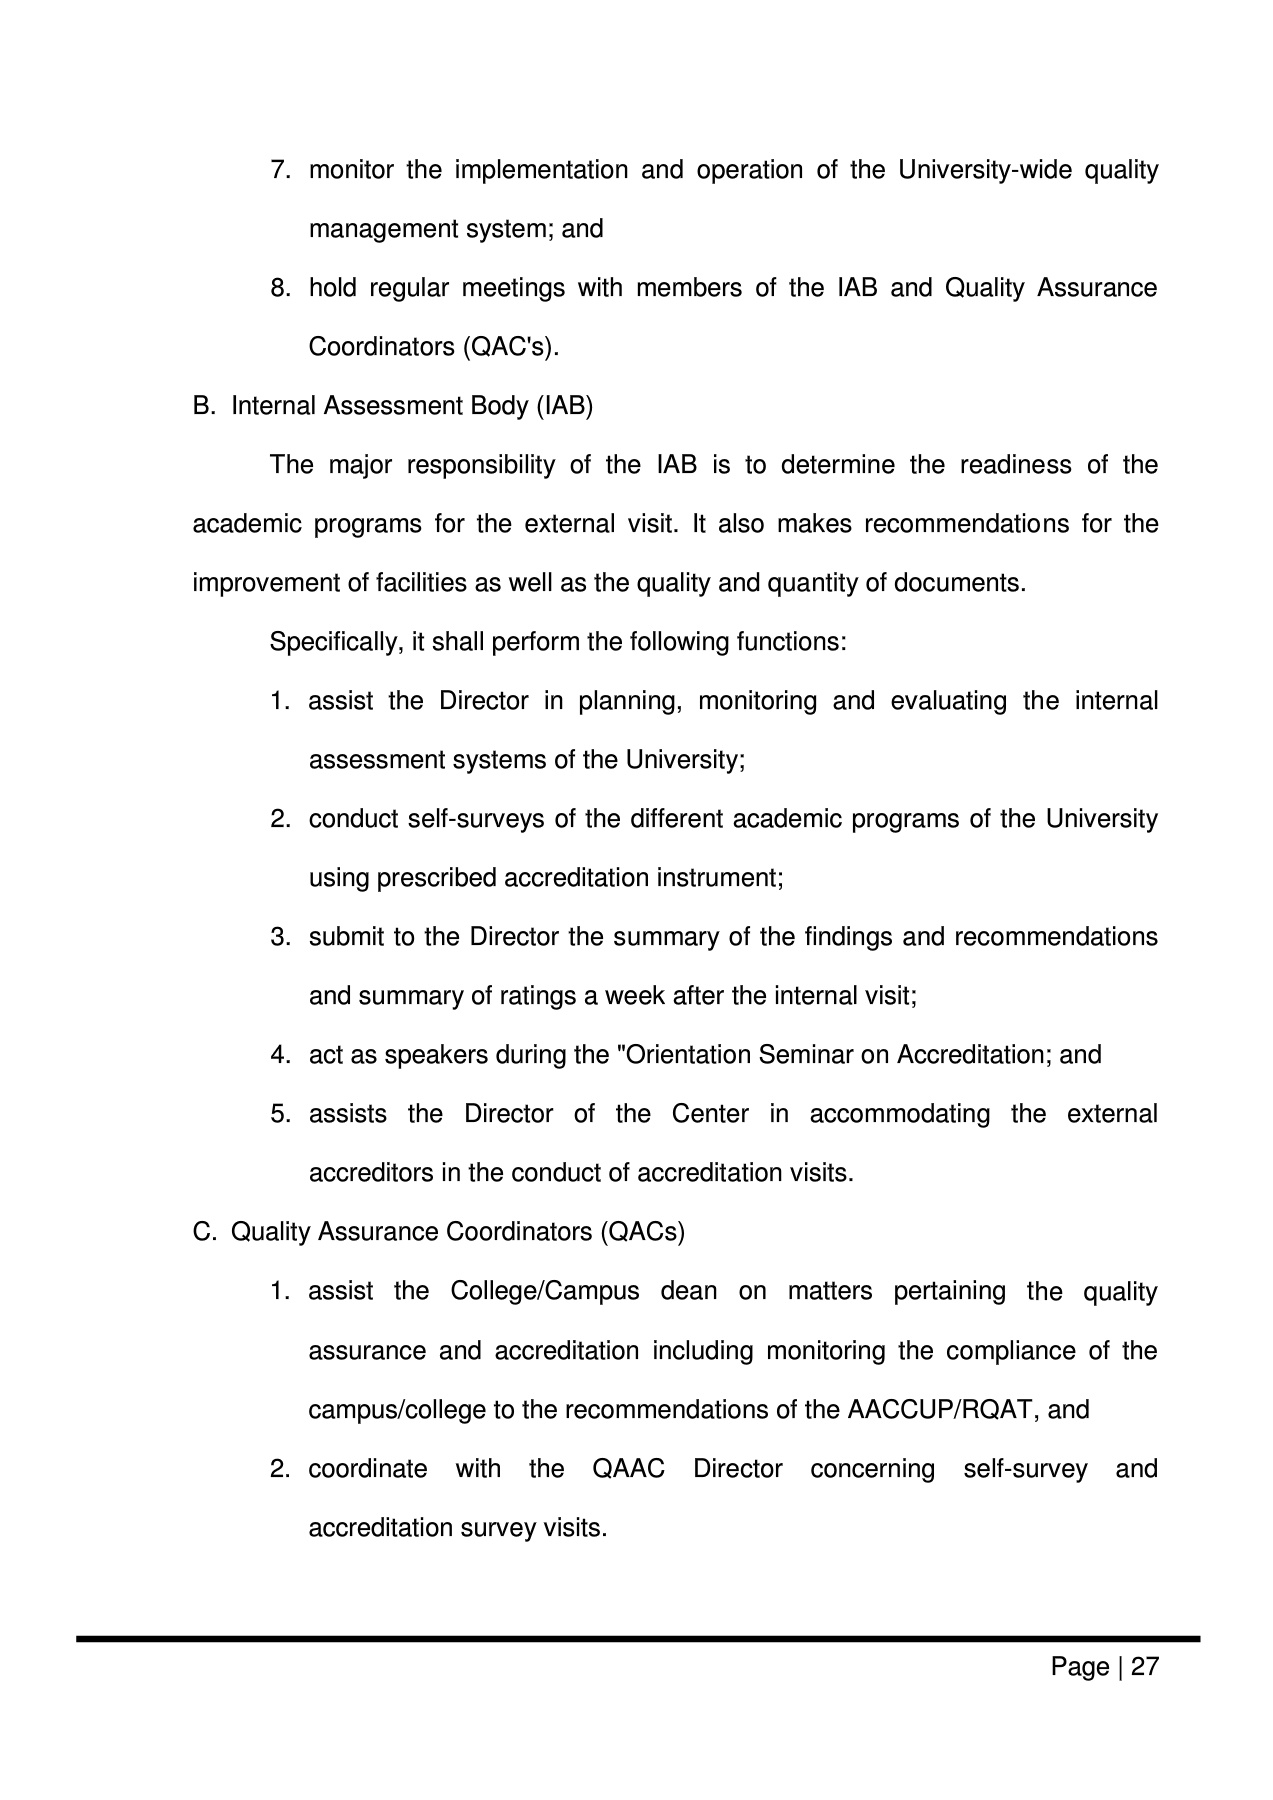 7. monitor the implementation and operation of the University-wide quality
management system; and
8. hold regular meetings with members of the IAB and Quality Assurance
Coordinators (QAC's).
B. Internal Assessment Body (IAB)
The major responsibility of the IAB is to determine the readiness of the
academic programs for the external visit. It also makes recommendations for the
improvement of facilities as well as the quality and quantity of documents.
Specifically, it shall perform the following functions:
1. assist the Director in planning, monitoring and evaluating the internal
assessment systems of the University;
2. conduct self-surveys of the different academic programs of the University
using prescribed accreditation instrument;
3. submit to the Director the summary of the findings and recommendations
and summary of ratings a week after the internal visit;
4. act as speakers during the "Orientation Seminar on Accreditation; and
5. assists the Director of the Center in accommodating the external
accreditors in the conduct of accreditation visits.
C. Quality Assurance Coordinators (QACs)
1. assist the College/Campus dean on matters pertaining the quality
assurance and accreditation including monitoring the compliance of the
campus/college to the recommendations of the AACCUP/RQAT, and
2. coordinate with the QAAC Director concerning self-survey and
accreditation survey visits.
Page | 27